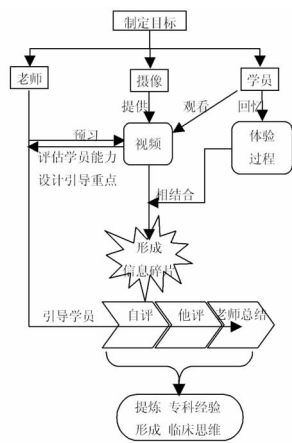 制定目标
老师
摄像
学员
提供
观看
回忆
预习
视频
体验
过程
评估学员能力
设计引导重点
相结合
形成
信息碎片
引导学员
自评
他评
老师总结
提炼 专科经验
形成 临床思维